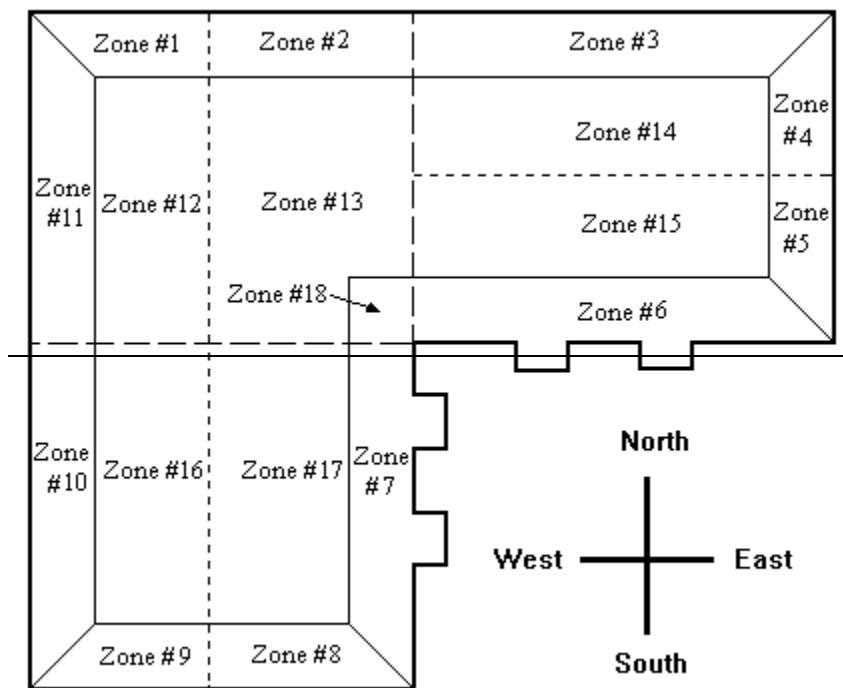 Zone #1
Zone #2
Zone #3
Zone
#4
Zone #14
Zone
#11
Zone #12
Zone #13
Zone #15
Zone
#5
Zone #18
Zone #6
Zone
#10
Zone #16
Zone #17
Zone
#7
North
West
East
South
Zone #9
Zone #8